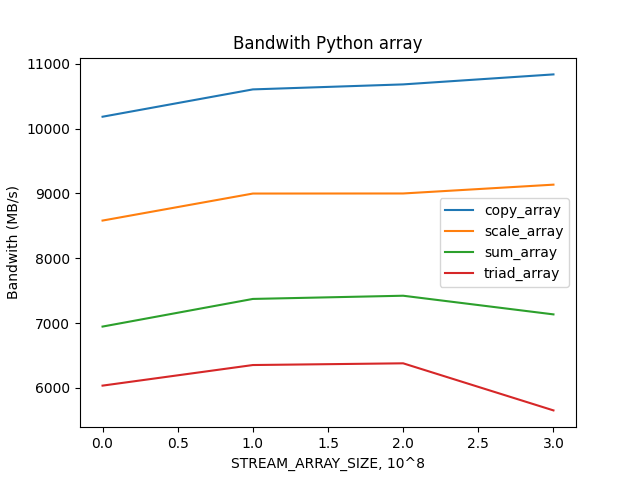 Bandwith Python array
11000
10000
9000
8000
7000
6000
Bandwith (MB/s)
copy_array
scale_array
sum_array
triad_array
0.0 0.5 1.0 1.5 2.0 2.5 3.0
STREAM_ARRAY_SIZE, 10^8